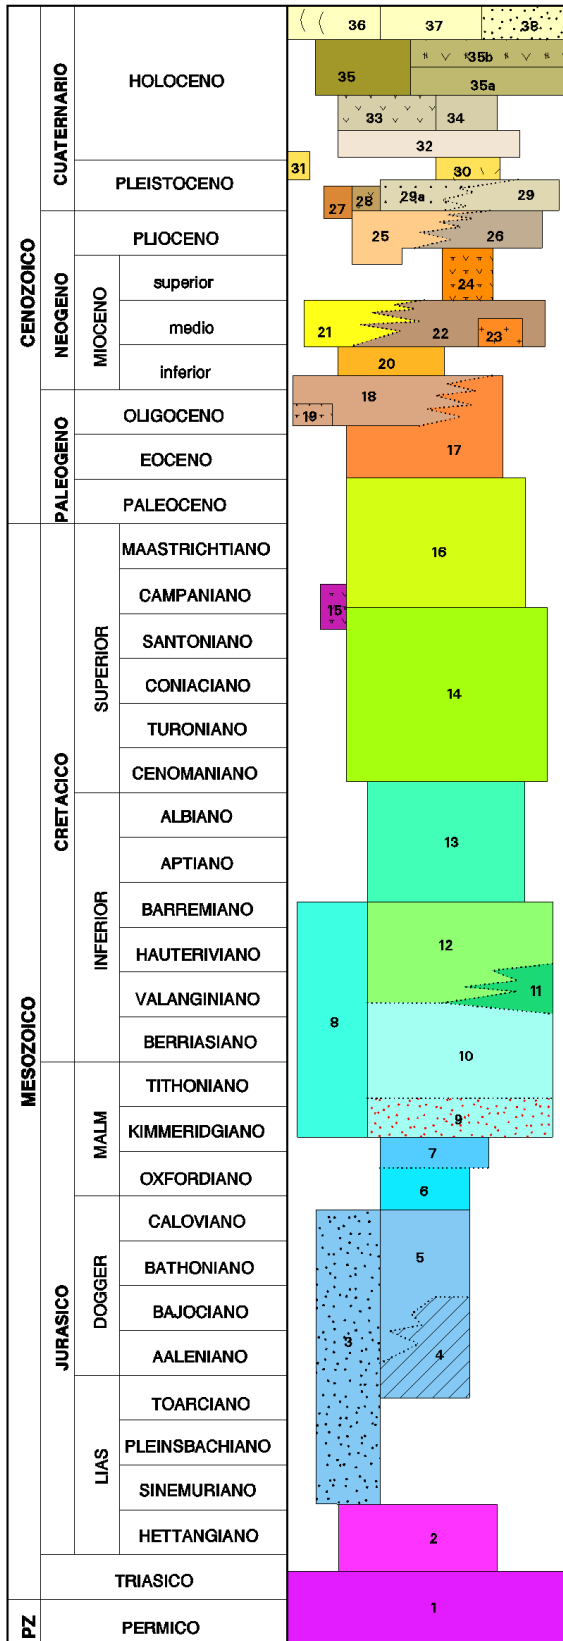 CENOZOICO
MESOZOICO
PZ
CUATERNARIO
NEOGENO
PALEOGENO
CRETACICO
JURASICO
MIOCENO
SUPERIOR
INFERIOR
MALM
DOGGER
LIAS
HOLOCENO
PLEISTOCENO
PLIOCENO
superior
medio
inferior
OLIGOCENO
EOCENO
PALEOCENO
MAASTRICHTIANO
CAMPANIANO
SANTONIANO
CONIACIANO
TURONIANO
CENOMANIANO
ALBIANO
APTIANO
BARREMIANO
HAUTERIVIANO
VALANGINIANO
BERRIASIANO
TITHONIANO
KIMMERIDGIANO
OXFORDIANO
CALOVIANO
BATHONIANO
BAJOCIANO
AALENIANO
TOARCIANO
PLEINSBACHIANO
SINEMURIANO
HETTANGIANO
TRIASICO
PERMICO
36 37 38
35 35b
35a
33 34
32
31 30
27 28 29a 29
25 26
24
21 22 23
20
18
19
17
16
15
14
13
12
11
8
10
9
7
6
5
3 4
2
1